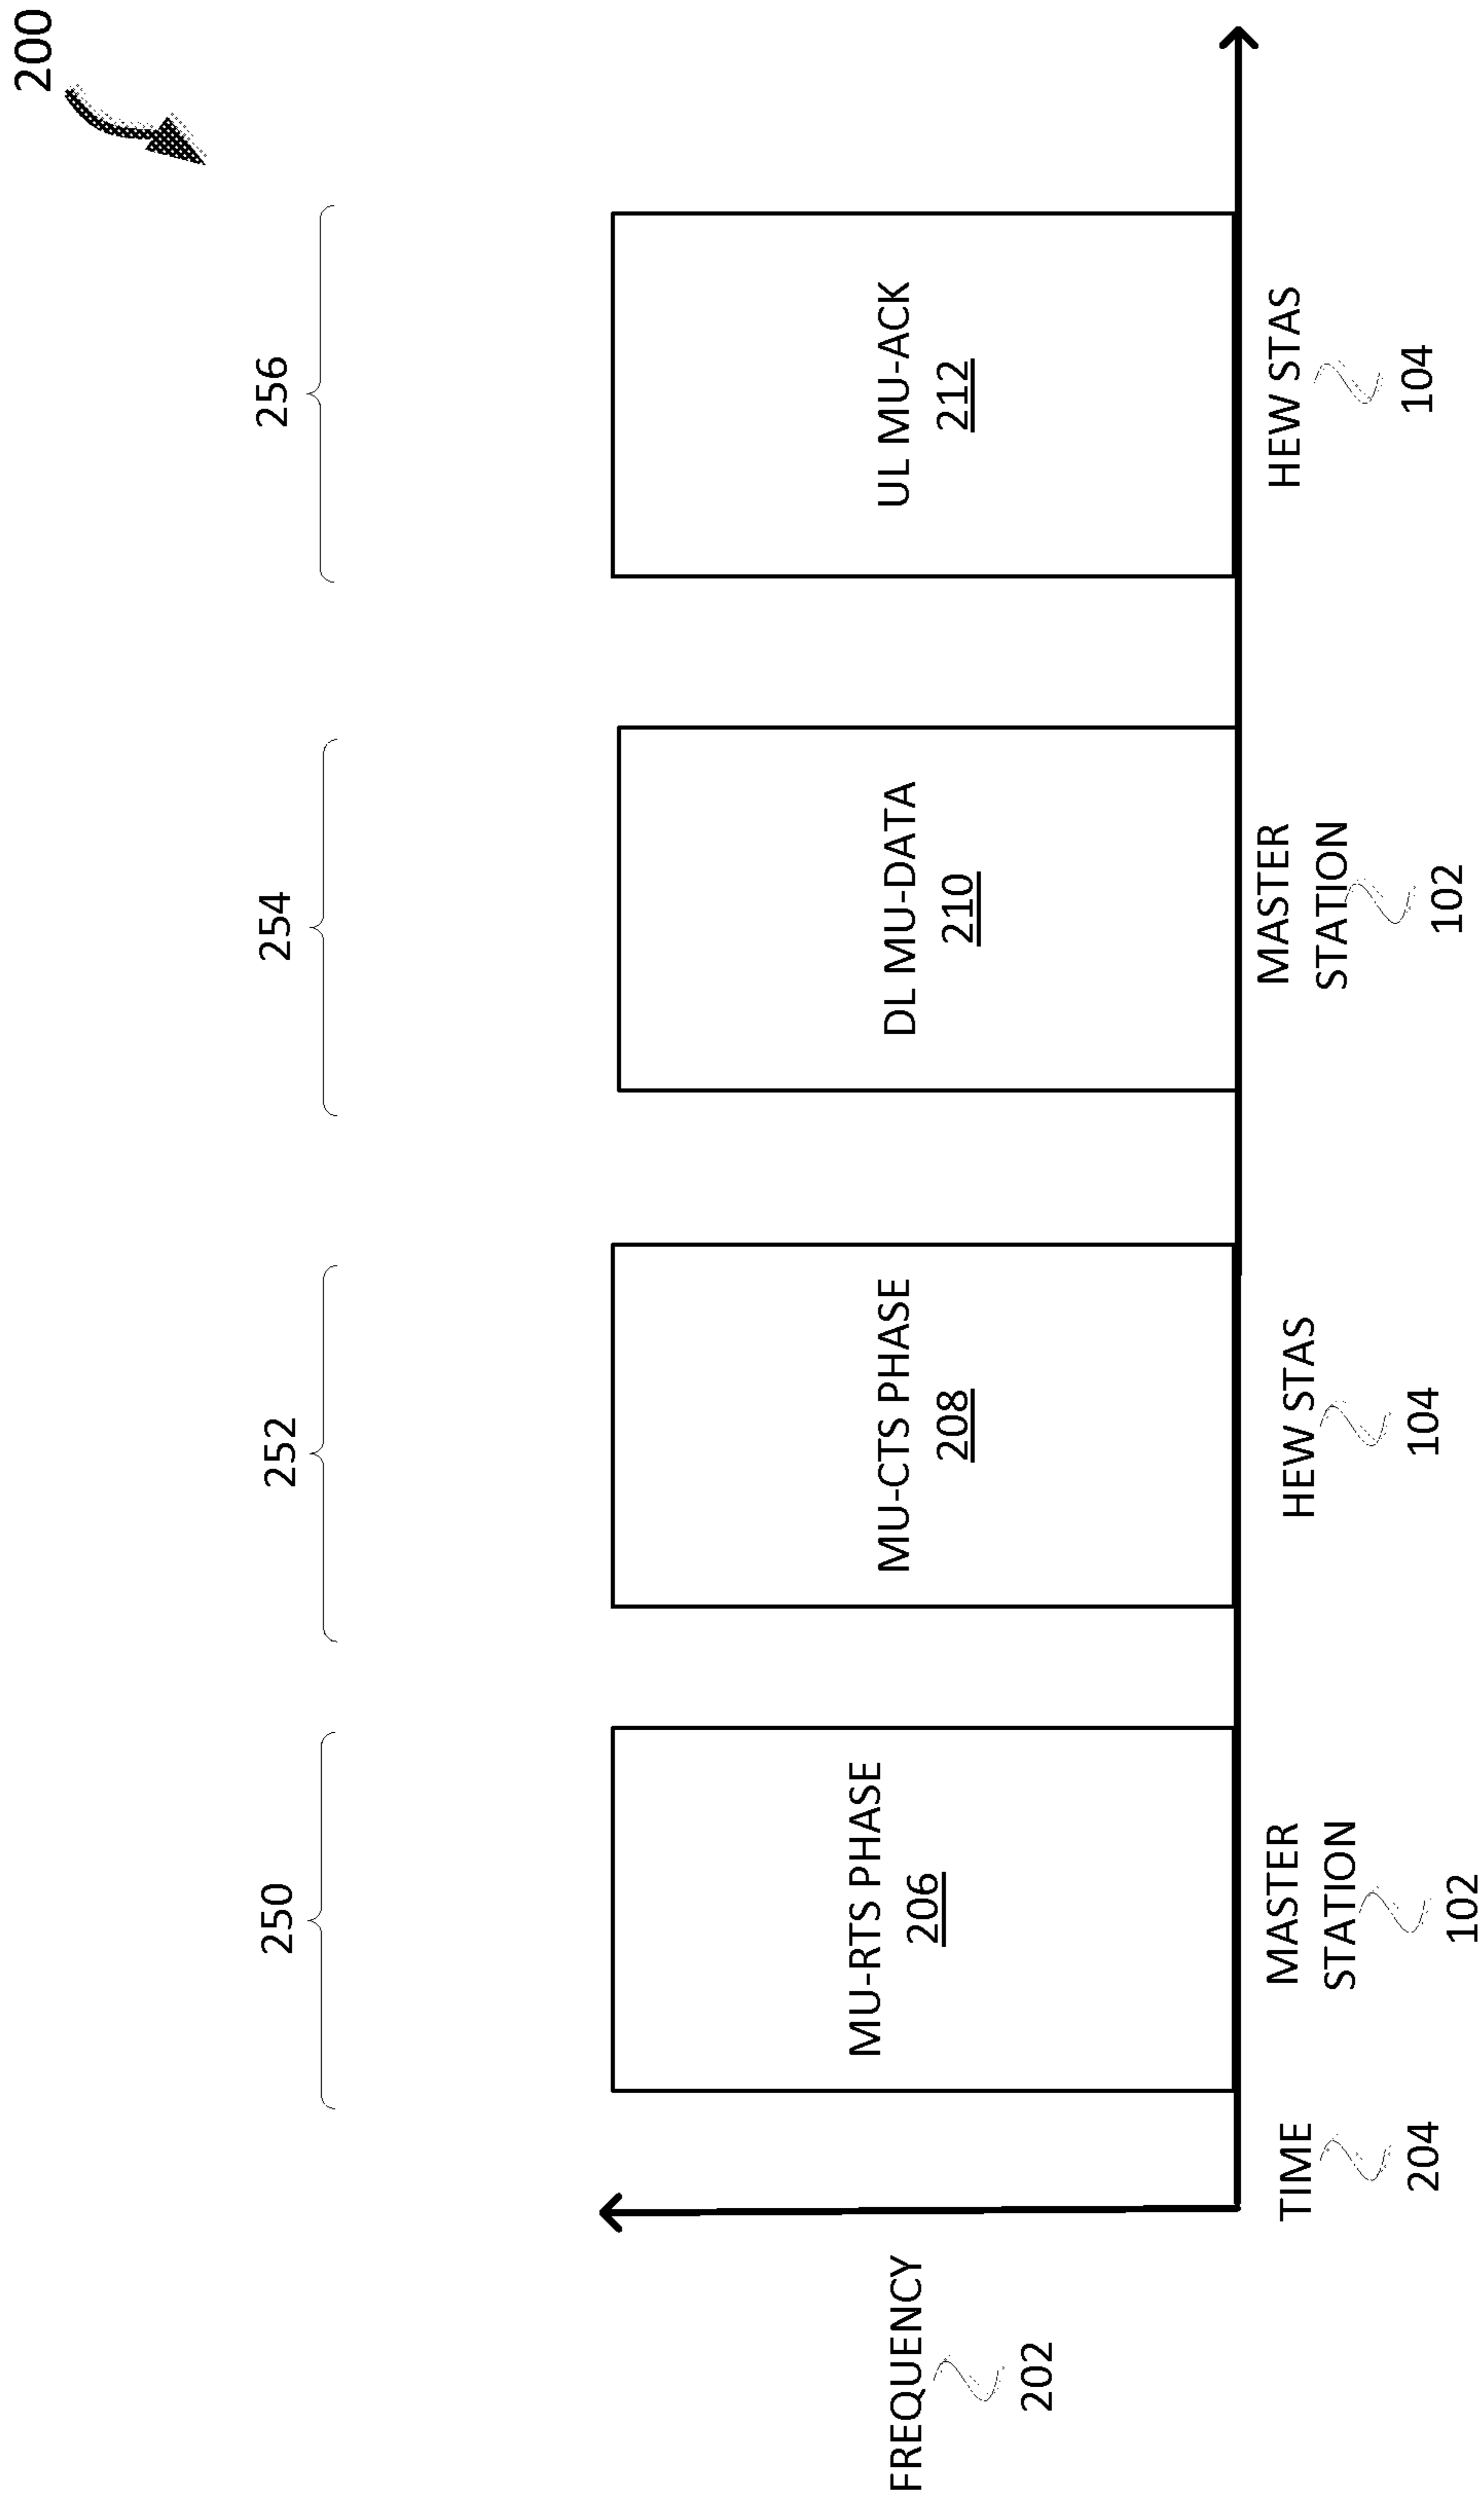 200
250
252
254
256
MU-RTS PHASE
206
MU-CTS PHASE
208
DL MU-DATA
210
UL MU-ACK
212
FREQUENCY
202
TIME
204
MASTER
STATION
102
HEW STAS
104
MASTER
STATION
102
HEW STAS
104